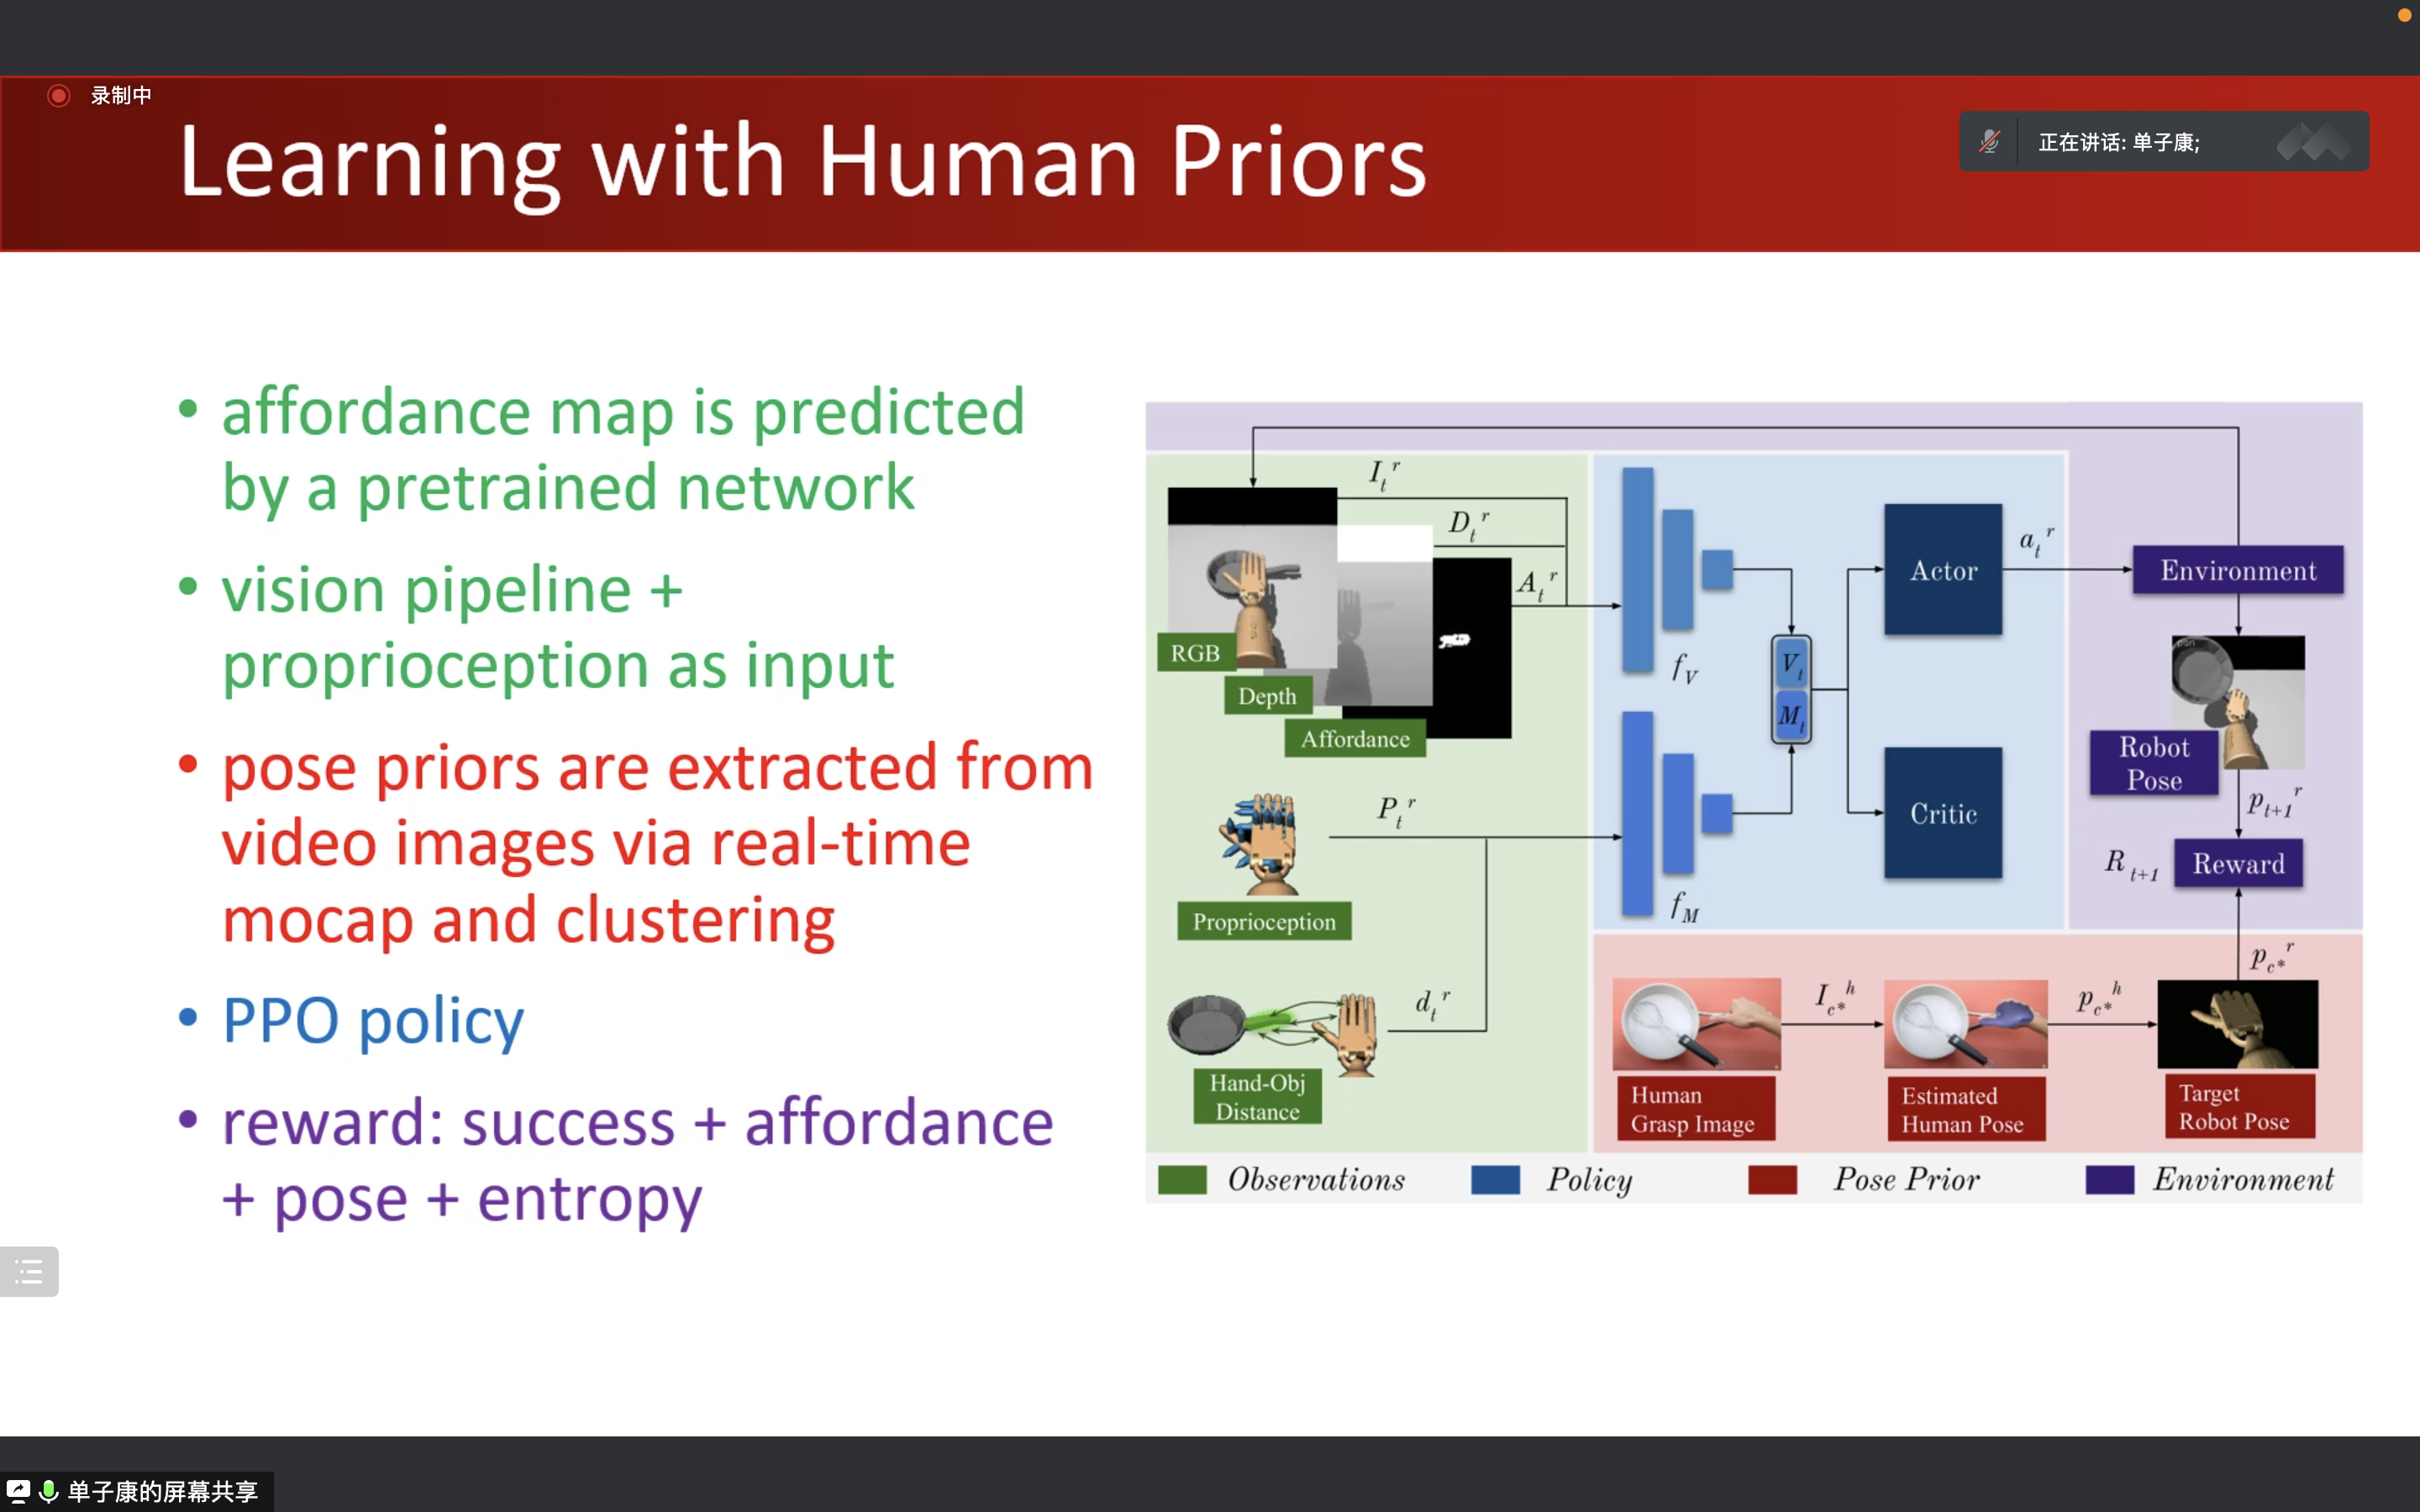 录制中
Learning with Human Priors
正在讲话: 单子康;
• affordance map is predicted
by a pretrained network
• vision pipeline +
proprioception as input
• pose priors are extracted from
video images via real-time
mocap and clustering
• PPO policy
• reward: success + affordance
+ pose + entropy
I_t^r
D_t^r
A_t^r
RGB
Depth
Affordance
P_t^r
Proprioception
d_t^r
Hand-Obj
Distance
f_V
f_M
V_t
M_t
Actor
Critic
a_t^r
Environment
pan
Robot
Pose
p_{t+1}^r
R_{t+1}
Reward
p_{c*}^r
I_{c*}^h
p_{c*}^h
Human
Grasp Image
Estimated
Human Pose
Target
Robot Pose
Observations
Policy
Pose Prior
Environment
单子康的屏幕共享